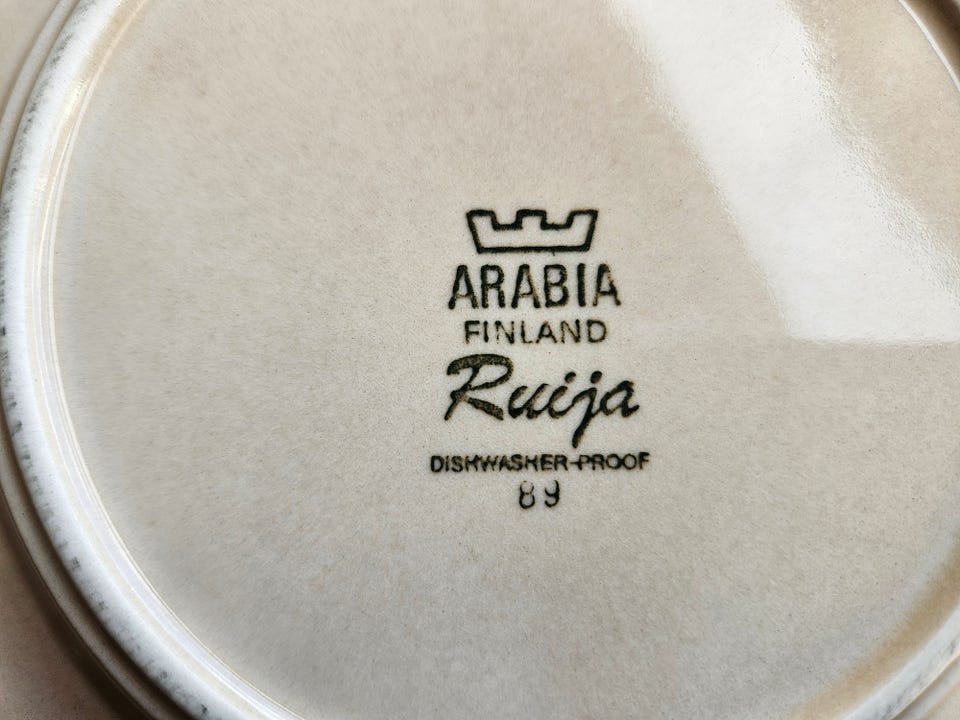 ARABIA
FINLAND
Ruija
DISHWASHER-PROOF
89